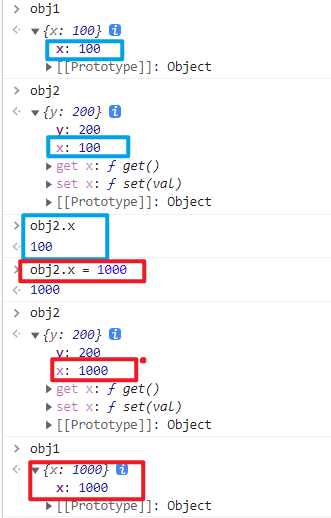 > obj1
< ▼{x: 100} i
x: 100
▶[[Prototype]]: Object
> obj2
< ▼{y: 200} i
y: 200
x: 100
▶get x: ƒ get()
▶set x: ƒ set(val)
▶[[Prototype]]: Object
> obj2.x
< 100
> obj2.x = 1000
< 1000
> obj2
< ▼{y: 200} i
y: 200
x: 1000
▶get x: ƒ get()
▶set x: ƒ set(val)
▶[[Prototype]]: Object
> obj1
< ▼{x: 1000} i
x: 1000
▶[[Prototype]]: Object